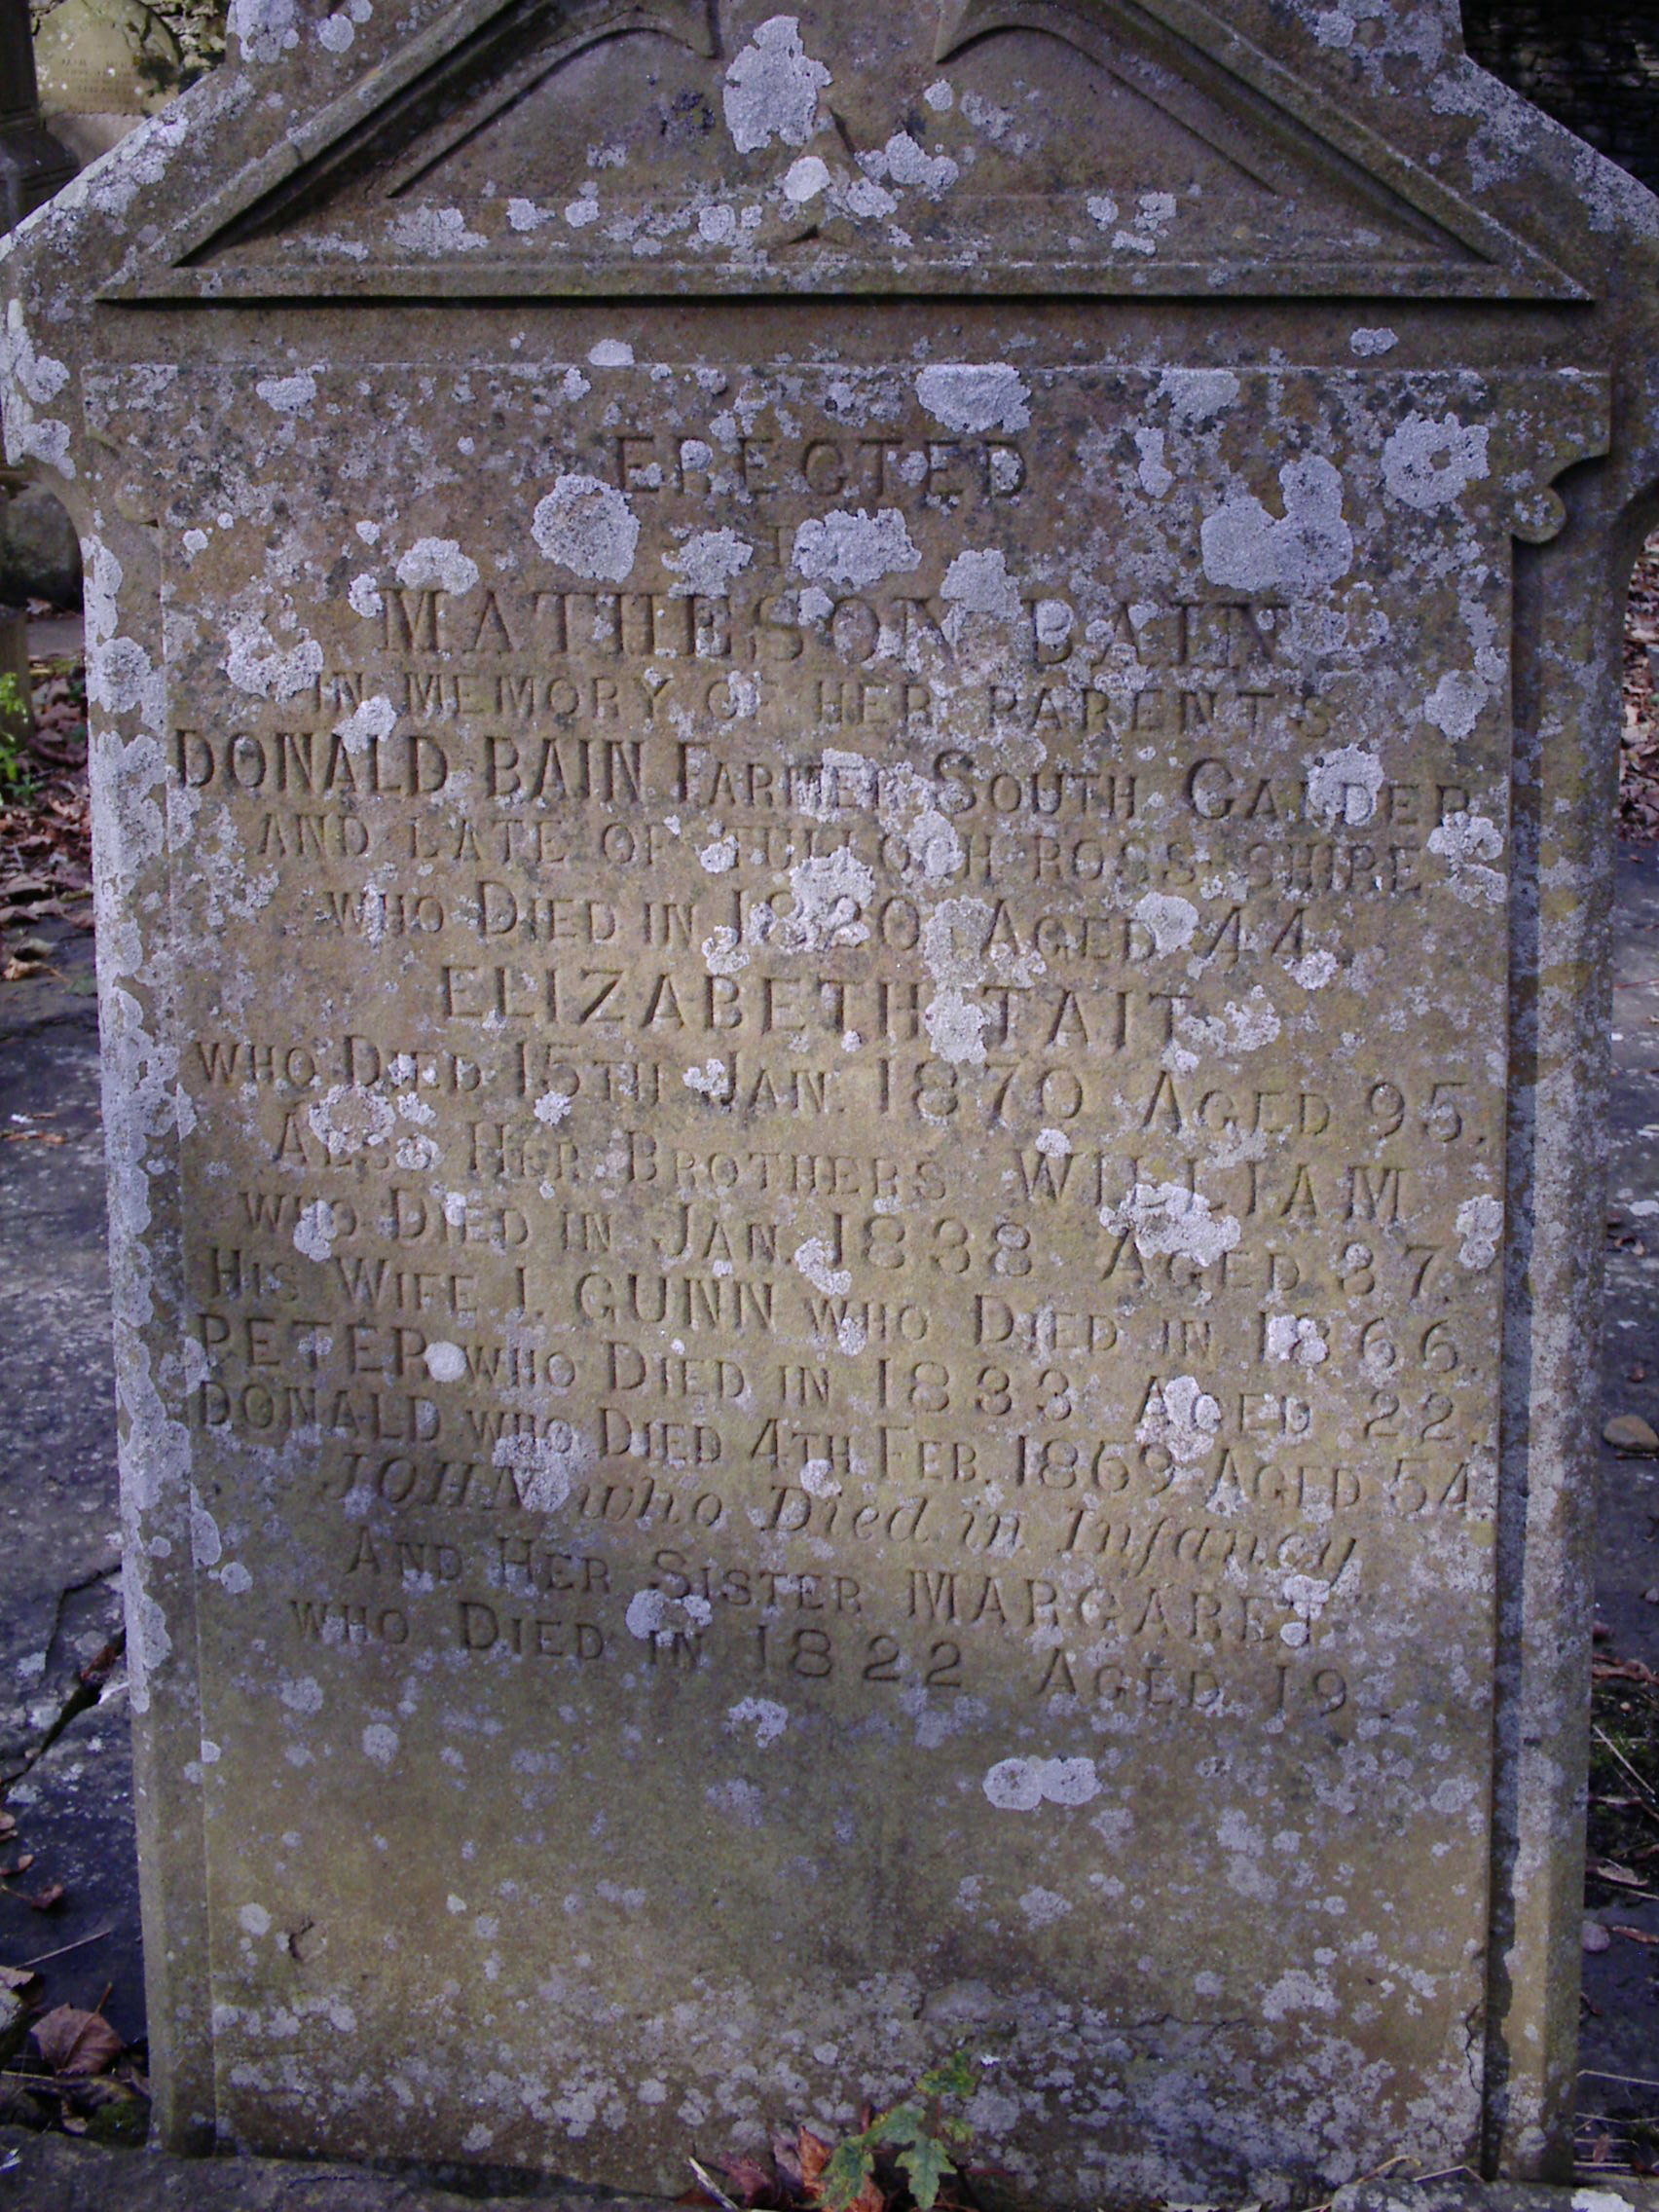 ERECTED
MATHESON BAIN
IN MEMORY OF HER PARENTS
DONALD BAIN FARMER SOUTH CALDER
AND LATE OF TULLOCH ROSS-SHIRE
WHO DIED IN 1830 AGED 44
ELIZABETH TAIT
WHO DIED 15TH JAN. 1870 AGED 95.
ALSO HER BROTHERS WILLIAM
WHO DIED IN JAN. 1838 AGED 37.
HIS WIFE I. GUNN WHO DIED IN 1866.
PETER WHO DIED IN 1833 AGED 22.
DONALD WHO DIED 4TH FEB. 1869 AGED 54
JOHN who Died in Infancy
AND HER SISTER MARGARET
WHO DIED IN 1822 AGED 19